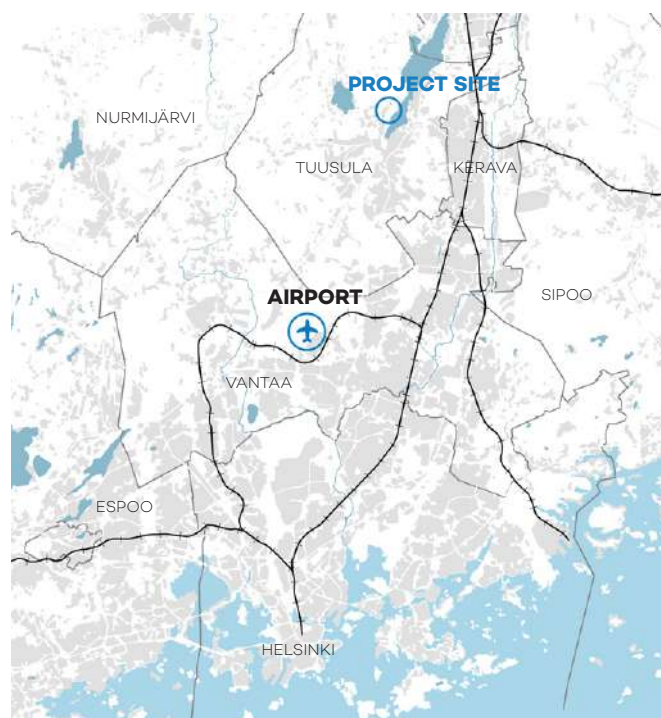 PROJECT SITE
NURMIJÄRVI
TUUSULA
KERAVA
AIRPORT
SIPOO
VANTAA
ESPOO
HELSINKI